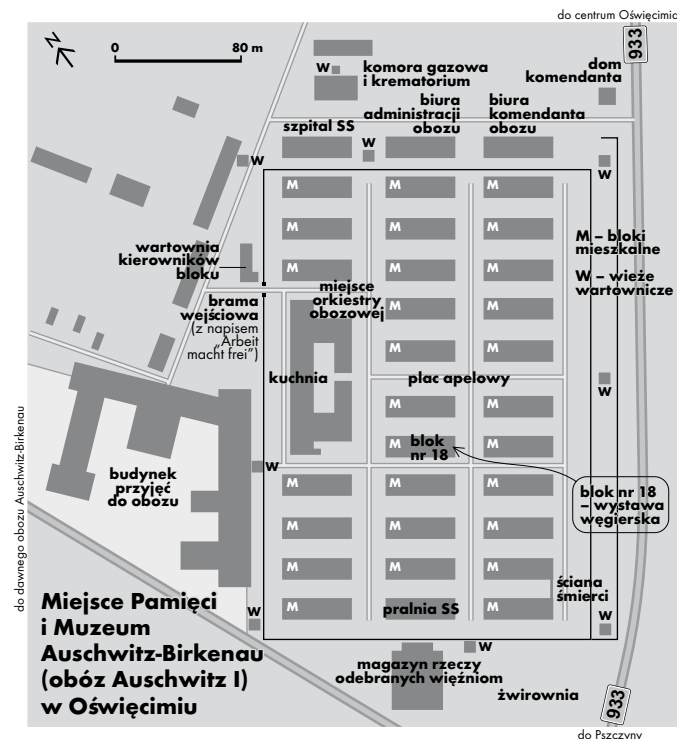 do centrum Oświęcimia
N
0 80 m
933
W
komora gazowa
i krematorium
dom
komendanta
szpital SS
biura
administracji
obozu
biura
komendanta
obozu
W
W
W
M M M
M M M
wartownia
kierowników
bloku
M – bloki
mieszkalne
M M M
W – wieże
wartownicze
miejsce
orkiestry
obozowej
M M
brama
wejściowa
(z napisem
„Arbeit
macht frei”)
M M
kuchnia
plac apelowy
W
M M
M M
blok
nr 18
W
budynek
przyjęć
do obozu
M M M
blok nr 18
– wystawa
węgierska
M M M
M M M
ściana
śmierci
M M M
pralnia SS
W
W
W
magazyn rzeczy
odebranych więźniom
żwirownia
933
do Pszczyny
do dawnego obozu Auschwitz-Birkenau
Miejsce Pamięci
i Muzeum
Auschwitz-Birkenau
(obóz Auschwitz I)
w Oświęcimiu